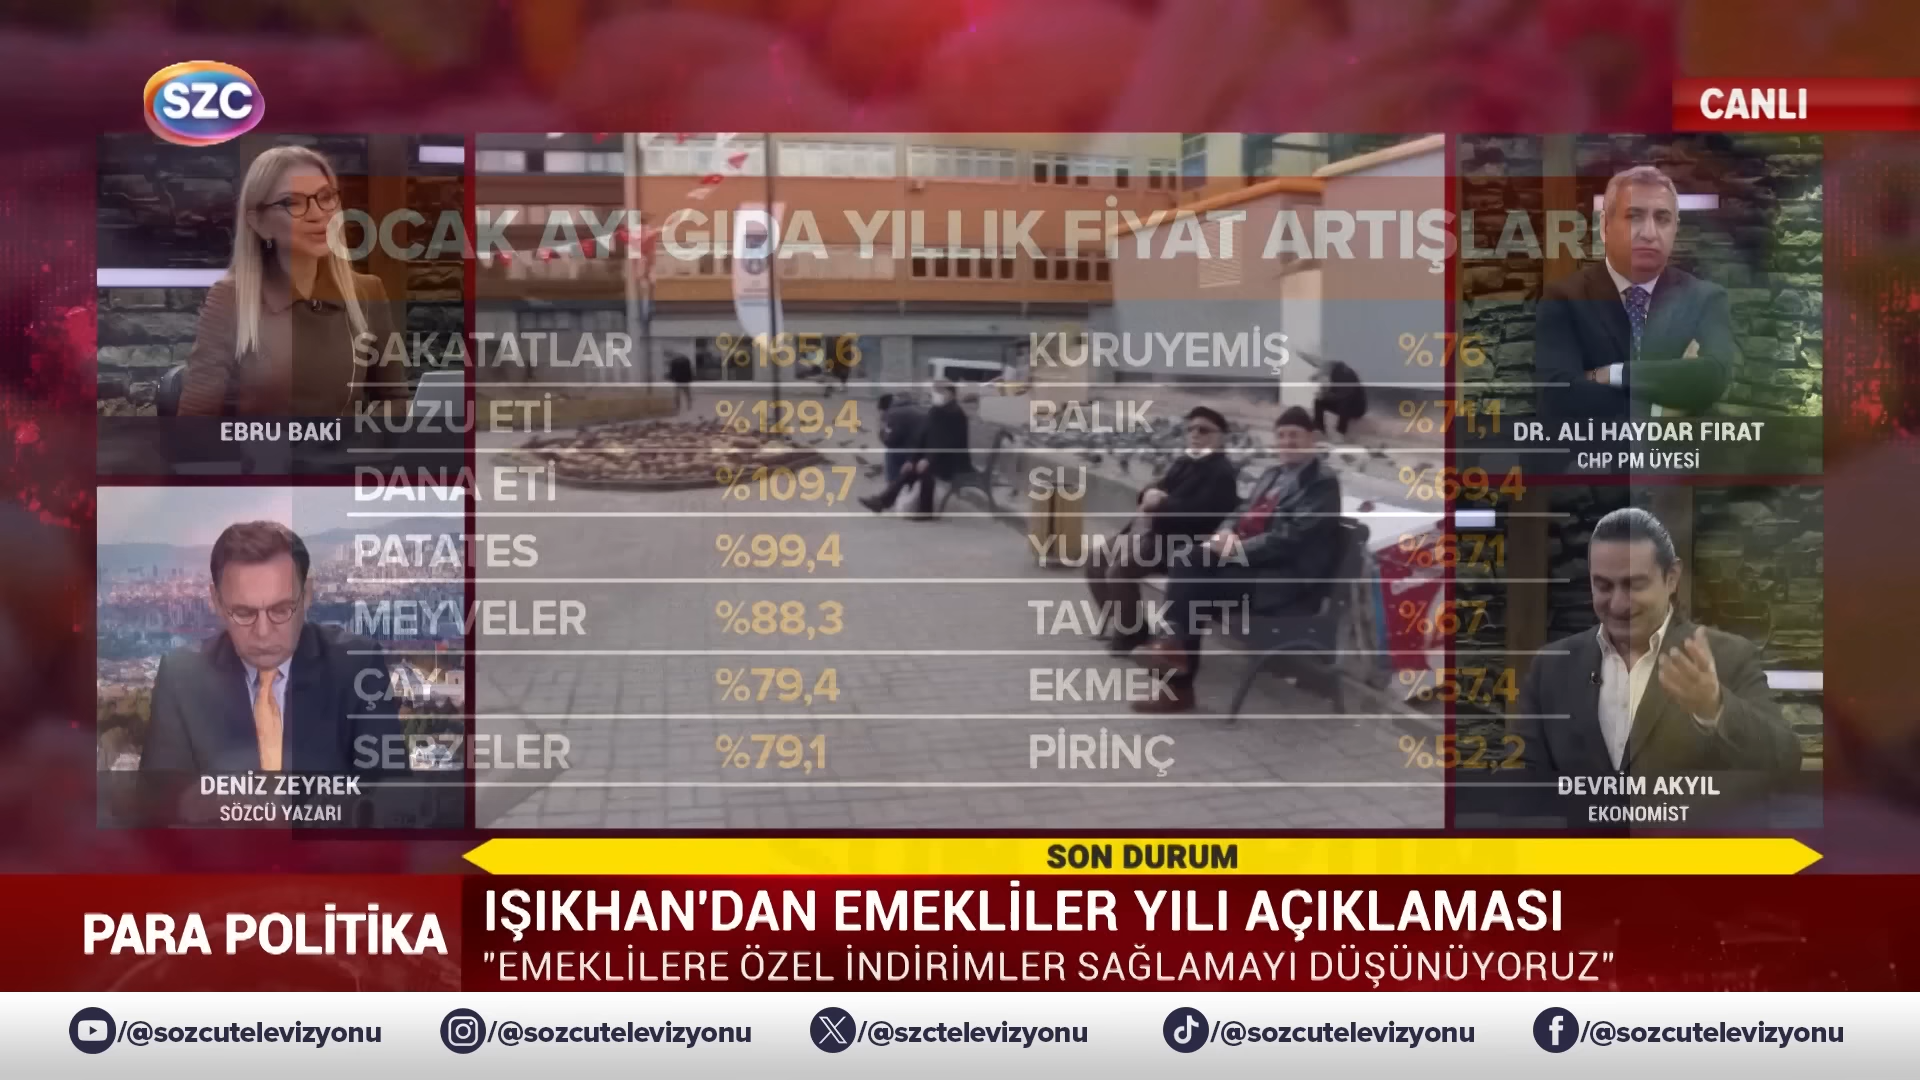 SZC
CANLI
OCAK AYI GIDA YILLIK FİYAT ARTIŞLARI
SAKATATLAR %165,6 KURUYEMİŞ %76
KUZU ETİ %129,4 BALIK %71,1
DANA ETİ %109,7 SU %69,4
PATATES %99,4 YUMURTA %67,1
MEYVELER %88,3 TAVUK ETİ %67
ÇAY %79,4 EKMEK %57,4
SEBZELER %79,1 PİRİNÇ %52,2
EBRU BAKİ
DR. ALİ HAYDAR FIRAT
CHP PM ÜYESİ
DENİZ ZEYREK
SÖZCÜ YAZARI
DEVRİM AKYIL
EKONOMİST
SON DURUM
PARA POLİTİKA
IŞIKHAN'DAN EMEKLİLER YILI AÇIKLAMASI
"EMEKLİLERE ÖZEL İNDİRİMLER SAĞLAMAYI DÜŞÜNÜYORUZ"
/@sozcutelevizyonu /@sozcutelevizyonu /@szctelevizyonu /@sozcutelevizyonu /@sozcutelevizyonu